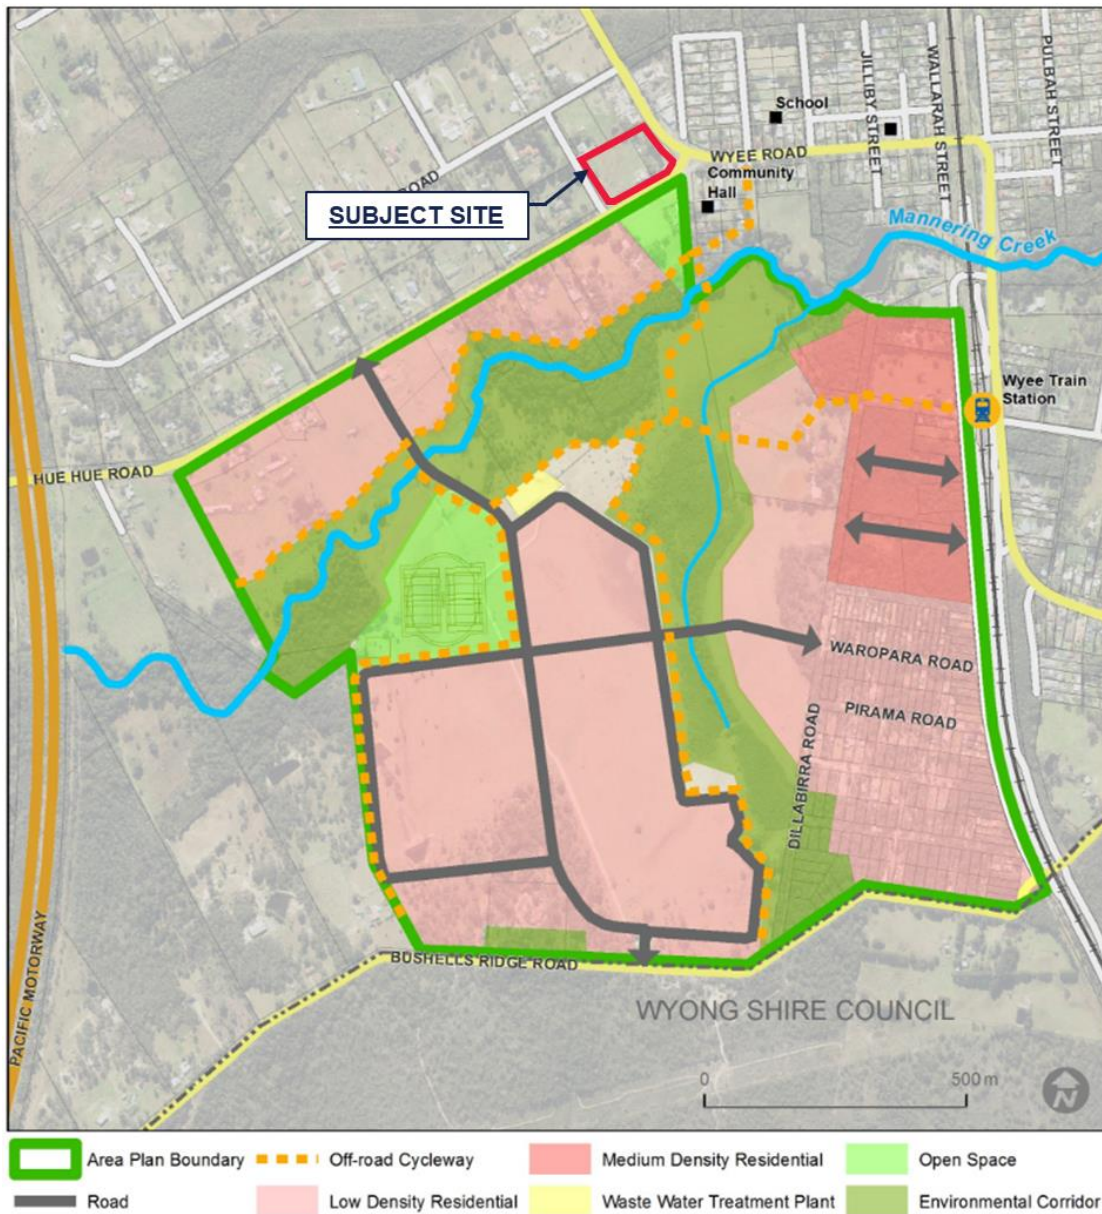 PULBAH STREET
WALLARAH STREET
JILLIBY STREET
School
WYEE ROAD
Community
Hall
ROAD
SUBJECT SITE
Mannering Creek
Wyee Train
Station
HUE HUE ROAD
WAROPARA ROAD
PIRAMA ROAD
DILLABIRRA ROAD
PACIFIC MOTORWAY
BUSHELLS RIDGE ROAD
WYONG SHIRE COUNCIL
0 500 m
N
Area Plan Boundary Off-road Cycleway Medium Density Residential Open Space
Road Low Density Residential Waste Water Treatment Plant Environmental Corridor